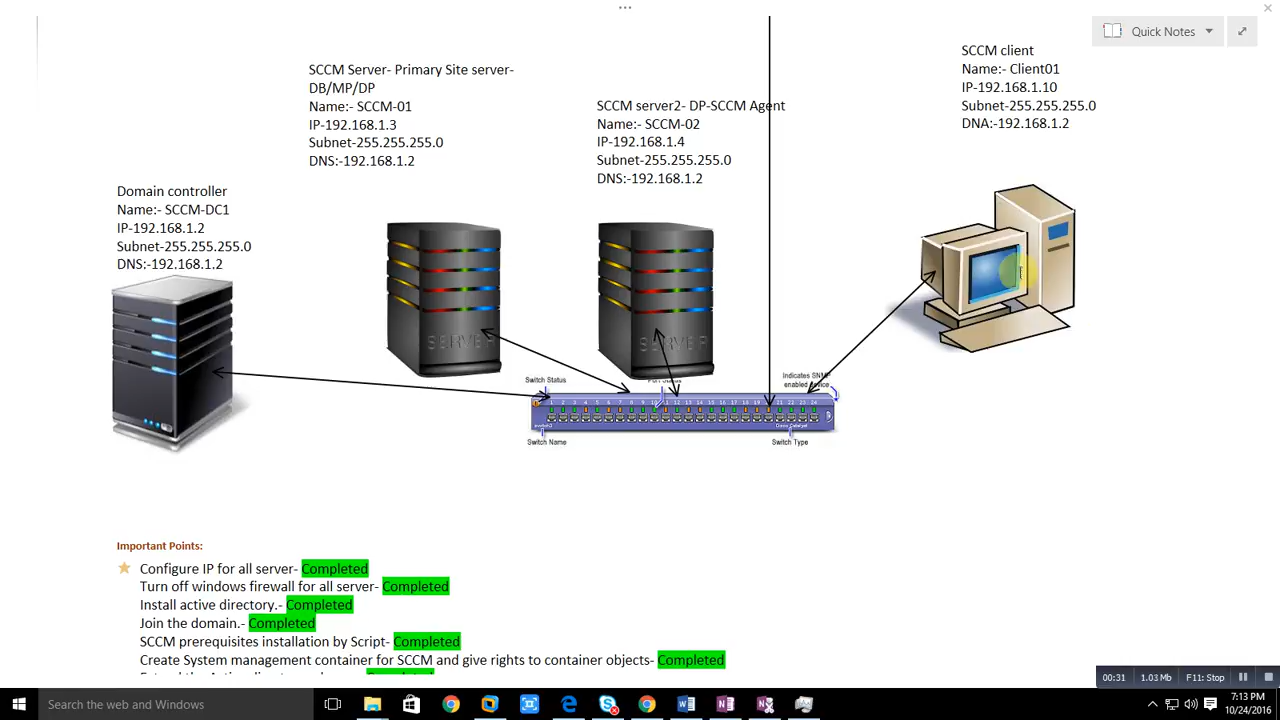 Quick Notes
SCCM client
Name:- Client01
IP-192.168.1.10
Subnet-255.255.255.0
DNA:-192.168.1.2
SCCM Server- Primary Site server-
DB/MP/DP
Name:- SCCM-01
IP-192.168.1.3
Subnet-255.255.255.0
DNS:-192.168.1.2
SCCM server2- DP-SCCM Agent
Name:- SCCM-02
IP-192.168.1.4
Subnet-255.255.255.0
DNS:-192.168.1.2
Domain controller
Name:- SCCM-DC1
IP-192.168.1.2
Subnet-255.255.255.0
DNS:-192.168.1.2
Switch Status
Port Status
Indicates SNMP
enabled device
Switch Name
Switch Type
Important Points:
Configure IP for all server- Completed
Turn off windows firewall for all server- Completed
Install active directory.- Completed
Join the domain.- Completed
SCCM prerequisites installation by Script- Completed
Create System management container for SCCM and give rights to container objects- Completed
00:31 1.03 Mb F11: Stop
Search the web and Windows
7:13 PM
10/24/2016